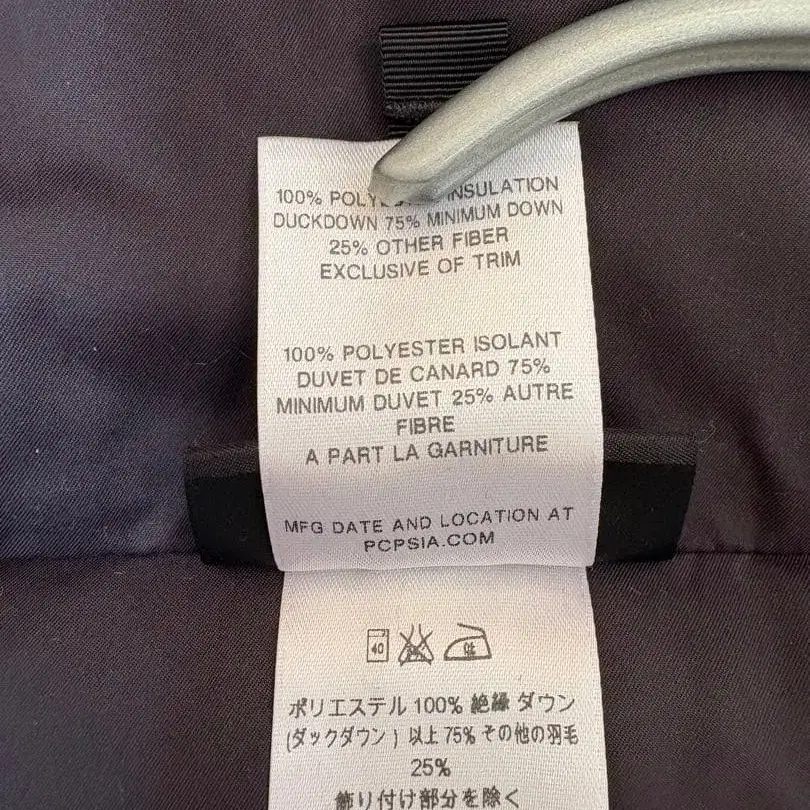 100% INSULATION
DUCKDOWN 75% MINIMUM DOWN
25% OTHER FIBER
EXCLUSIVE OF TRIM
100% POLYESTER ISOLANT
DUVET DE CANARD 75%
MINIMUM DUVET 25% AUTRE
FIBRE
A PART LA GARNITURE
MFG DATE AND LOCATION AT
PCPSIA.COM
40 低
ポリエステル 100% 絶縁 ダウン
(ダックダウン ) 以上 75% その他の羽毛
25%
飾り付け部分を除く